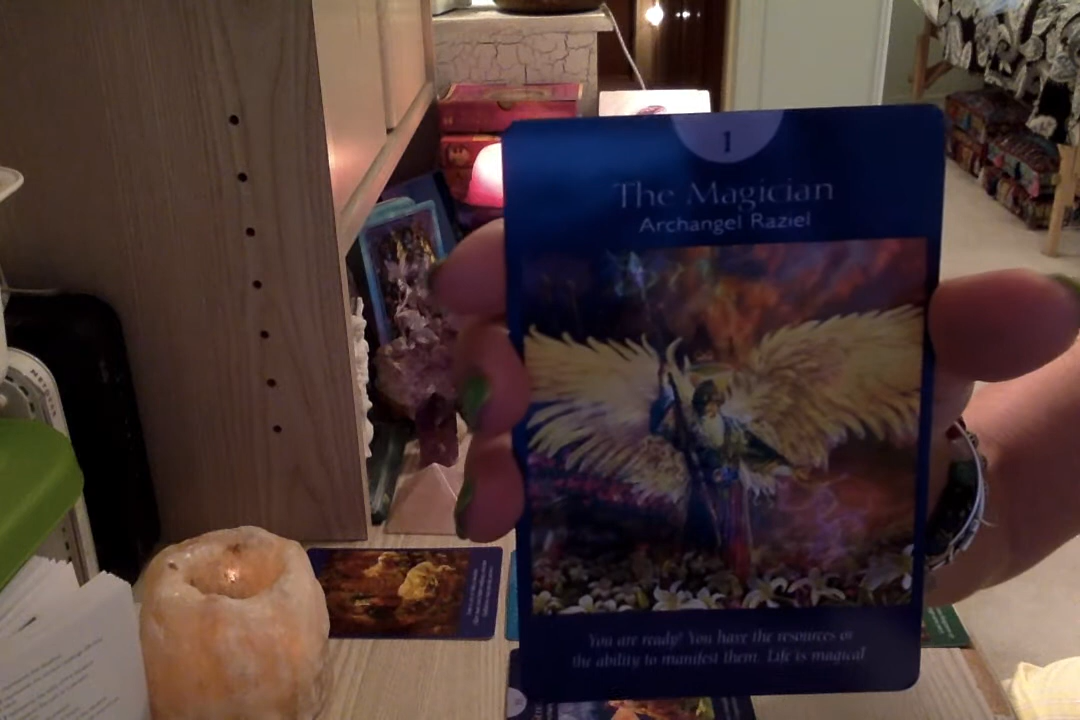 1
The Magician
Archangel Raziel
You are ready! You have the resources or
the ability to manifest them. Life is magical
NETGEAR